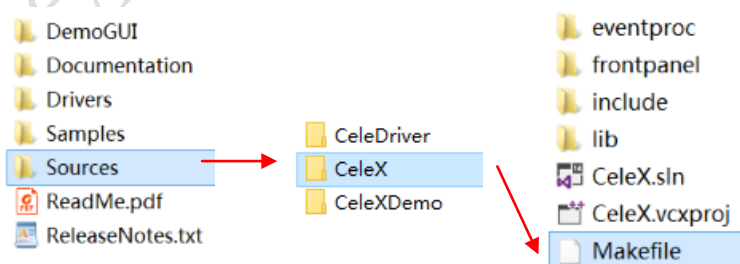 DemoGUI
Documentation
Drivers
Samples
Sources
ReadMe.pdf
ReleaseNotes.txt
CeleDriver
CeleX
CeleXDemo
eventproc
frontpanel
include
lib
CeleX.sln
CeleX.vcxproj
Makefile